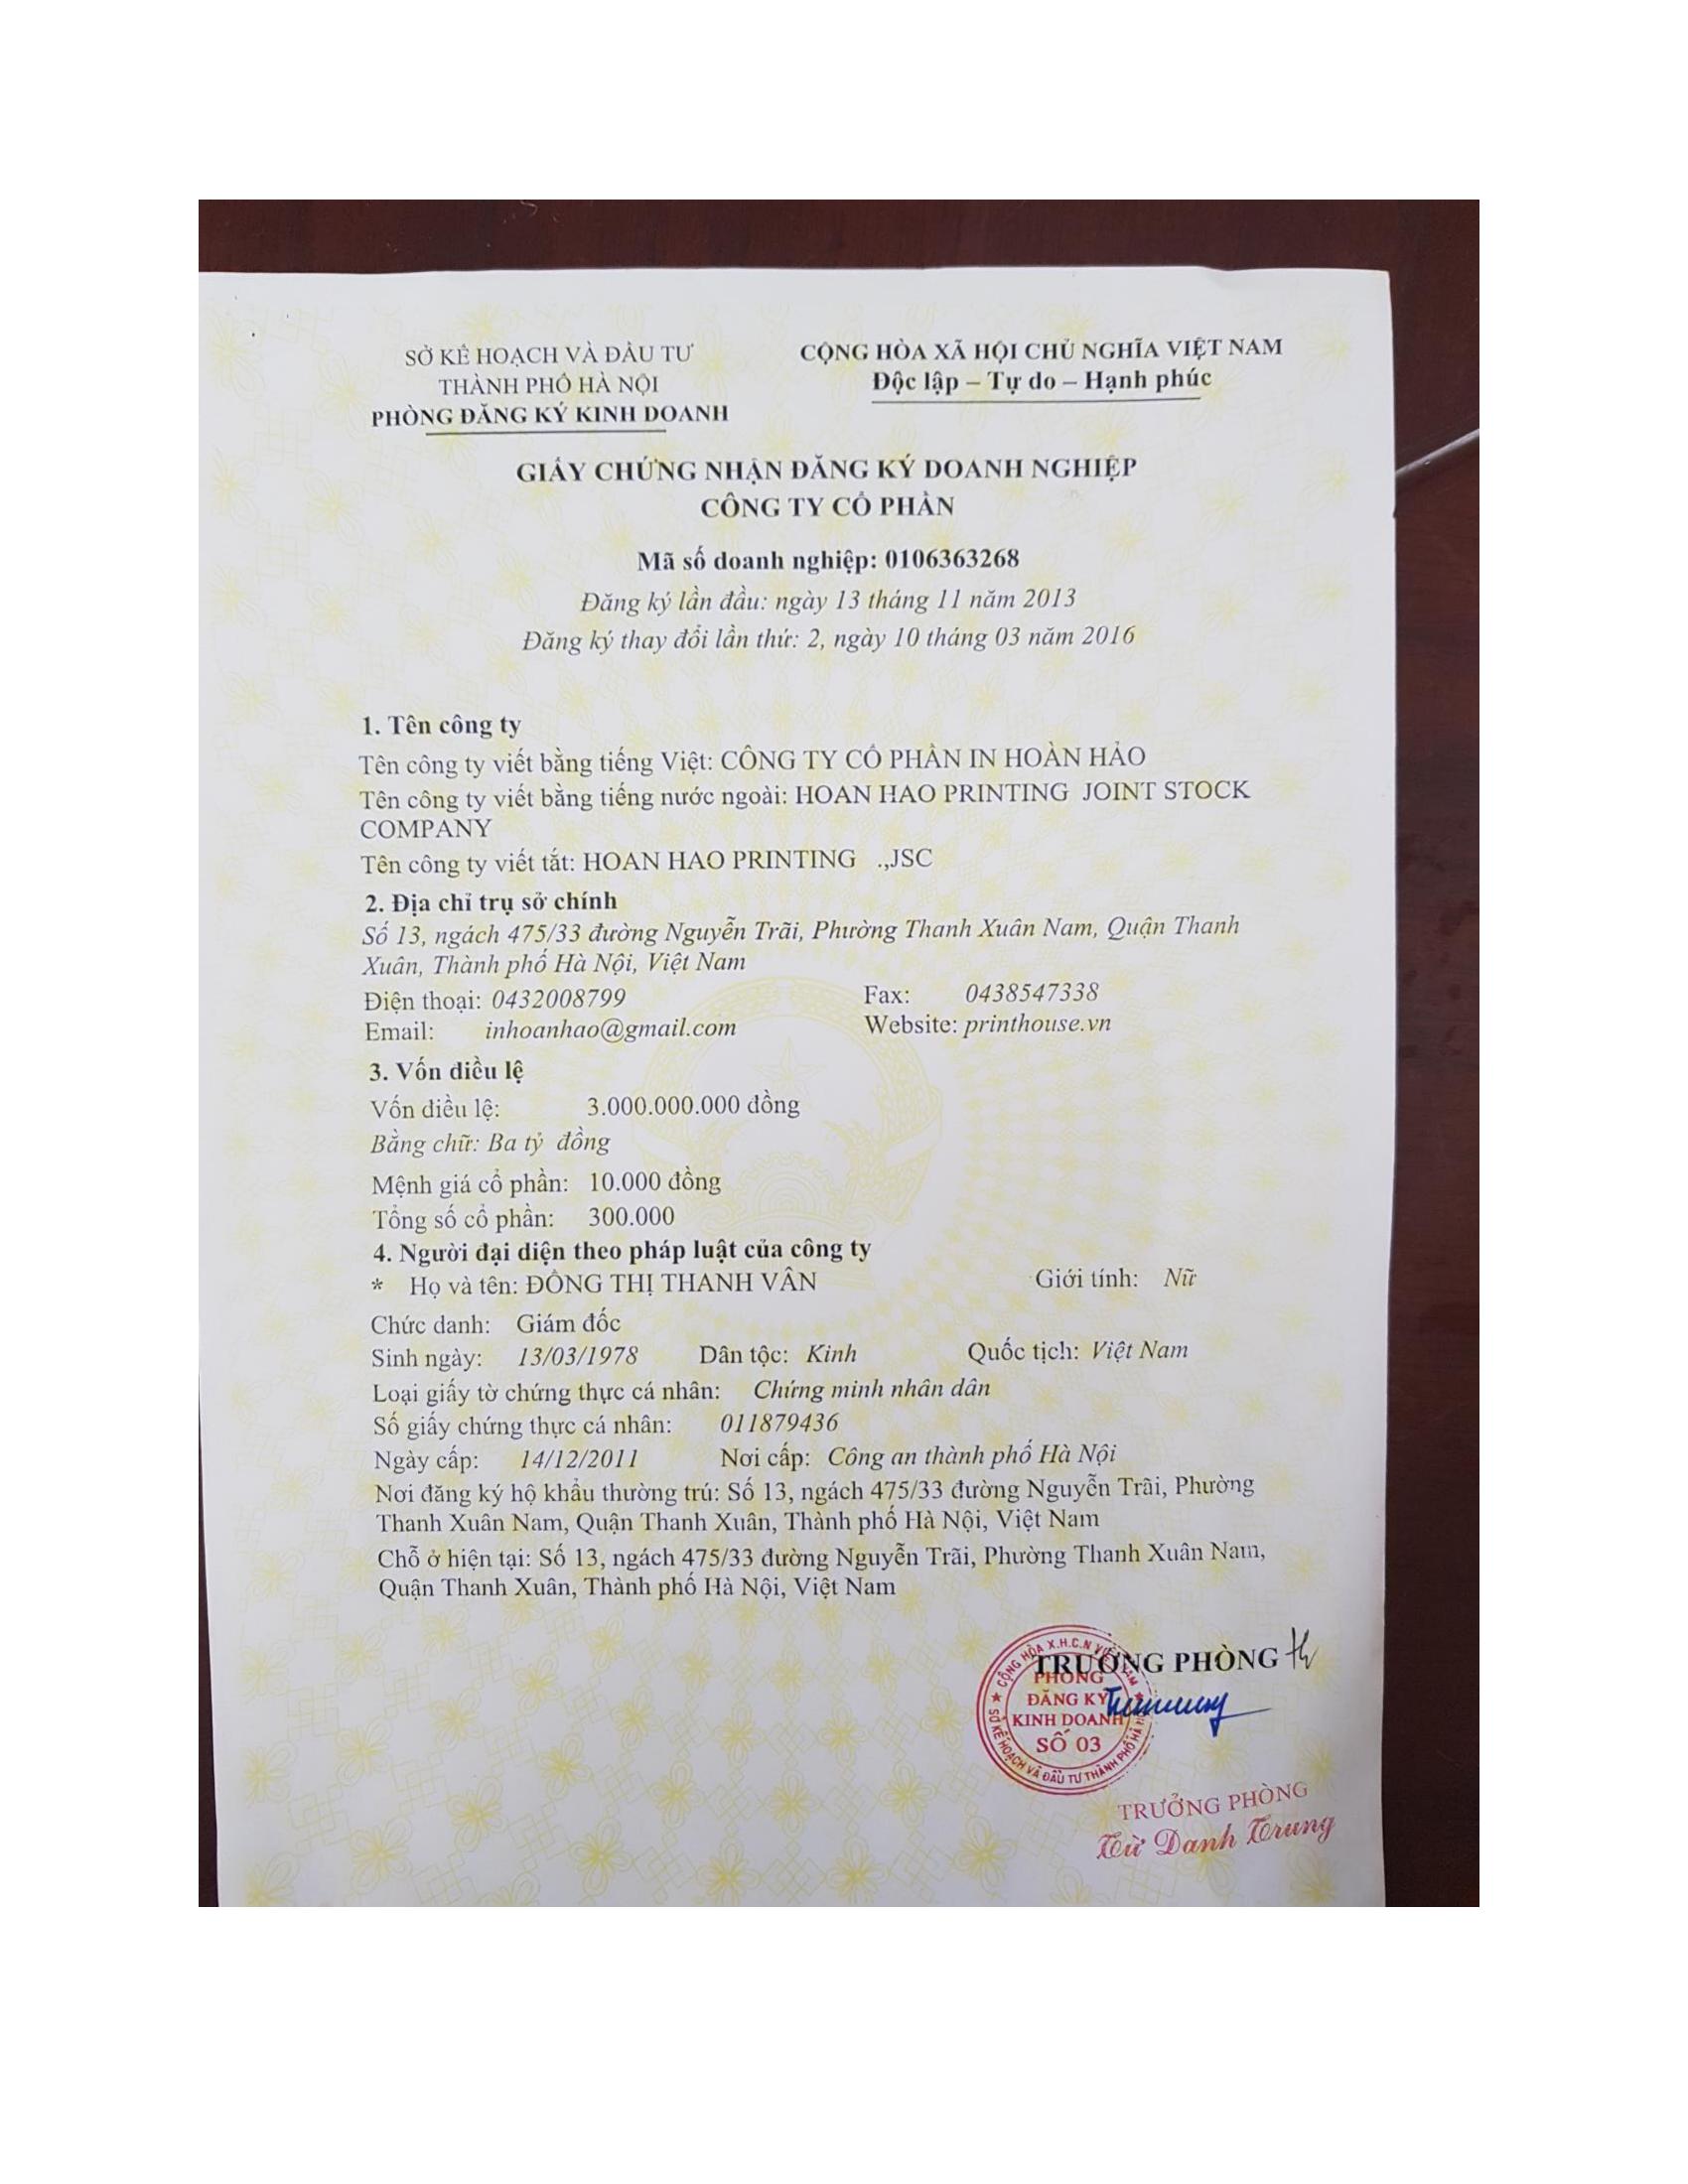 SỞ KẾ HOẠCH VÀ ĐẦU TƯ
THÀNH PHỐ HÀ NỘI
PHÒNG ĐĂNG KÝ KINH DOANH
CỘNG HÒA XÃ HỘI CHỦ NGHĨA VIỆT NAM
Độc lập – Tự do – Hạnh phúc
GIẤY CHỨNG NHẬN ĐĂNG KÝ DOANH NGHIỆP
CÔNG TY CỔ PHẦN
Mã số doanh nghiệp: 0106363268
Đăng ký lần đầu: ngày 13 tháng 11 năm 2013
Đăng ký thay đổi lần thứ: 2, ngày 10 tháng 03 năm 2016
1. Tên công ty
Tên công ty viết bằng tiếng Việt: CÔNG TY CỔ PHẦN IN HOÀN HẢO
Tên công ty viết bằng tiếng nước ngoài: HOAN HAO PRINTING JOINT STOCK
COMPANY
Tên công ty viết tắt: HOAN HAO PRINTING .,JSC
2. Địa chỉ trụ sở chính
Số 13, ngách 475/33 đường Nguyễn Trãi, Phường Thanh Xuân Nam, Quận Thanh
Xuân, Thành phố Hà Nội, Việt Nam
Điện thoại: 0432008799 Fax: 0438547338
Email: inhoanhao@gmail.com Website: printhouse.vn
3. Vốn điều lệ
Vốn điều lệ: 3.000.000.000 đồng
Bằng chữ: Ba tỷ đồng
Mệnh giá cổ phần: 10.000 đồng
Tổng số cổ phần: 300.000
4. Người đại diện theo pháp luật của công ty
* Họ và tên: ĐỒNG THỊ THANH VÂN Giới tính: Nữ
Chức danh: Giám đốc
Sinh ngày: 13/03/1978 Dân tộc: Kinh Quốc tịch: Việt Nam
Loại giấy tờ chứng thực cá nhân: Chứng minh nhân dân
Số giấy chứng thực cá nhân: 011879436
Ngày cấp: 14/12/2011 Nơi cấp: Công an thành phố Hà Nội
Nơi đăng ký hộ khẩu thường trú: Số 13, ngách 475/33 đường Nguyễn Trãi, Phường
Thanh Xuân Nam, Quận Thanh Xuân, Thành phố Hà Nội, Việt Nam
Chỗ ở hiện tại: Số 13, ngách 475/33 đường Nguyễn Trãi, Phường Thanh Xuân Nam,
Quận Thanh Xuân, Thành phố Hà Nội, Việt Nam
TRƯỞNG PHÒNG
CỘNG HÒA X.H.C.N VIỆT NAM
PHÒNG
ĐĂNG KÝ
KINH DOANH
SỐ 03
SỞ KẾ HOẠCH VÀ ĐẦU TƯ THÀNH PHỐ HÀ NỘI
TRƯỞNG PHÒNG
Từ Danh Trung